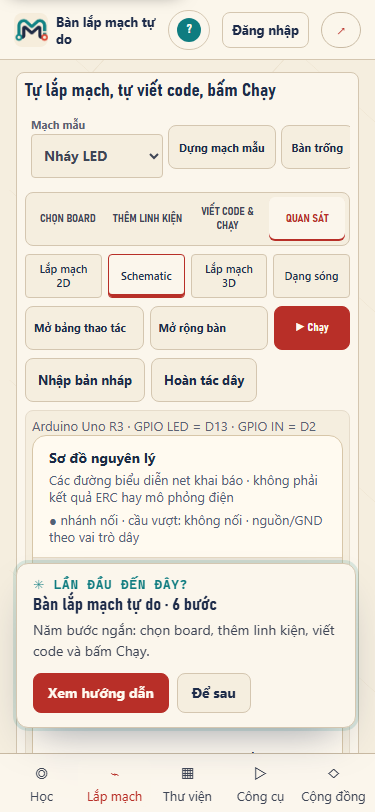 Bàn lắp mạch tự do
?
Đăng nhập
Tự lắp mạch, tự viết code, bấm Chạy
Mạch mẫu
Nháy LED
Dựng mạch mẫu
Bàn trống
CHỌN BOARD
THÊM LINH KIỆN
VIẾT CODE & CHẠY
QUAN SÁT
Lắp mạch 2D
Schematic
Lắp mạch 3D
Dạng sóng
Mở bảng thao tác
Mở rộng bàn
▶ Chạy
Nhập bản nháp
Hoàn tác dây
Arduino Uno R3 · GPIO LED = D13 · GPIO IN = D2
Sơ đồ nguyên lý
Các đường biểu diễn net khai báo · không phải
kết quả ERC hay mô phỏng điện
● nhánh nối · cầu vượt: không nối · nguồn/GND
theo vai trò dây
✳ LẦN ĐẦU ĐẾN ĐÂY?
Bàn lắp mạch tự do · 6 bước
Năm bước ngắn: chọn board, thêm linh kiện, viết
code và bấm Chạy.
Xem hướng dẫn
Để sau
Học
Lắp mạch
Thư viện
Công cụ
Cộng đồng